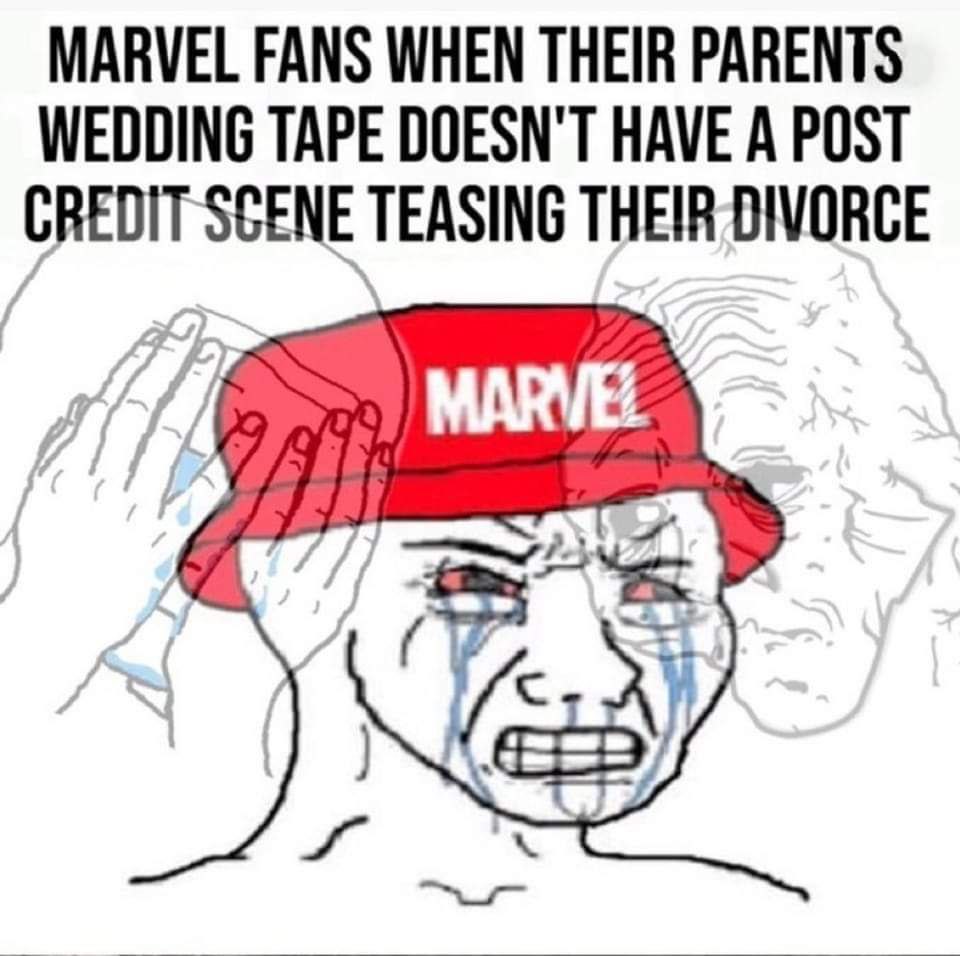 MARVEL FANS WHEN THEIR PARENTS
WEDDING TAPE DOESN'T HAVE A POST
CREDIT SCENE TEASING THEIR DIVORCE
MARVEL